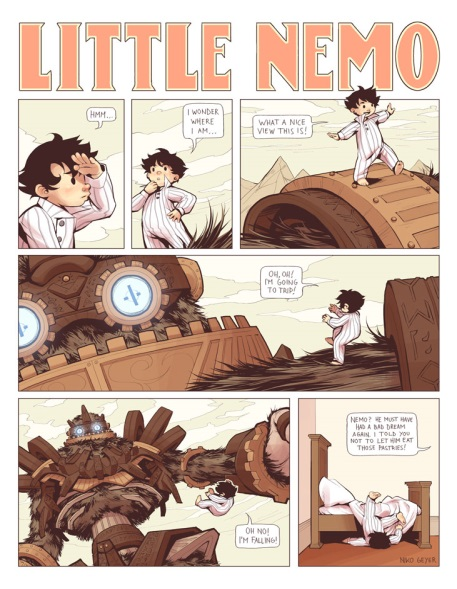 LITTLE NEMO
HMM...
I WONDER
WHERE
I AM...
WHAT A NICE
VIEW THIS IS!
OH, OH!
I'M GOING
TO TRIP!
OH NO!
I'M FALLING!
NEMO? HE MUST HAVE
HAD A BAD DREAM
AGAIN. I TOLD YOU
NOT TO LET HIM EAT
THOSE PASTRIES!